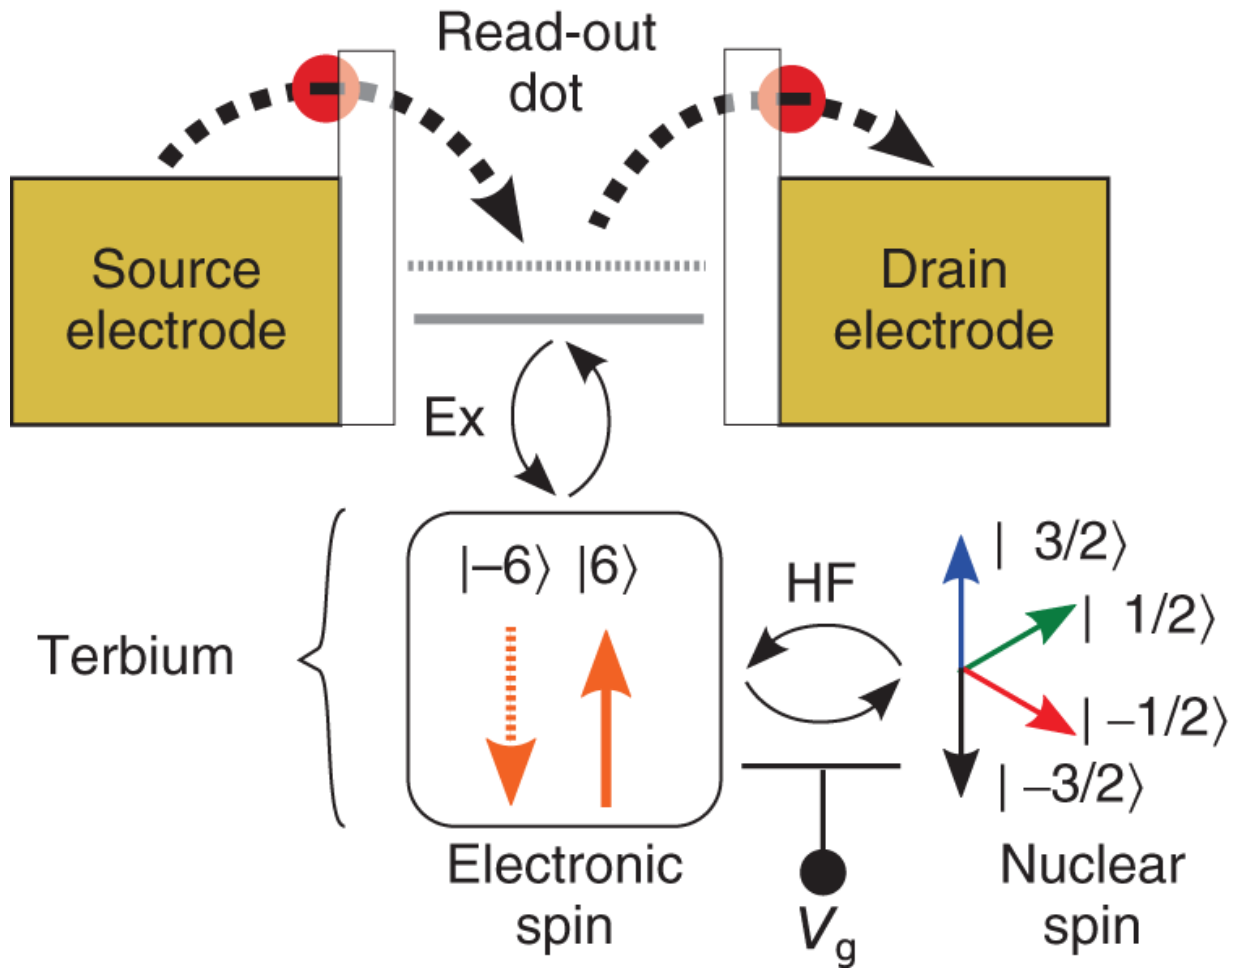 Read-out
dot
Source
electrode
Drain
electrode
Ex
Terbium
|–6⟩ |6⟩
HF
| 3/2⟩
| 1/2⟩
| –1/2⟩
| –3/2⟩
Electronic
spin
Vg
Nuclear
spin